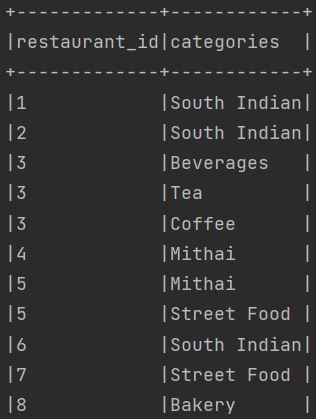 +-------------+------------+
|restaurant_id|categories  |
+-------------+------------+
|1            |South Indian|
|2            |South Indian|
|3            |Beverages   |
|3            |Tea         |
|3            |Coffee      |
|4            |Mithai      |
|5            |Mithai      |
|5            |Street Food |
|6            |South Indian|
|7            |Street Food |
|8            |Bakery      |